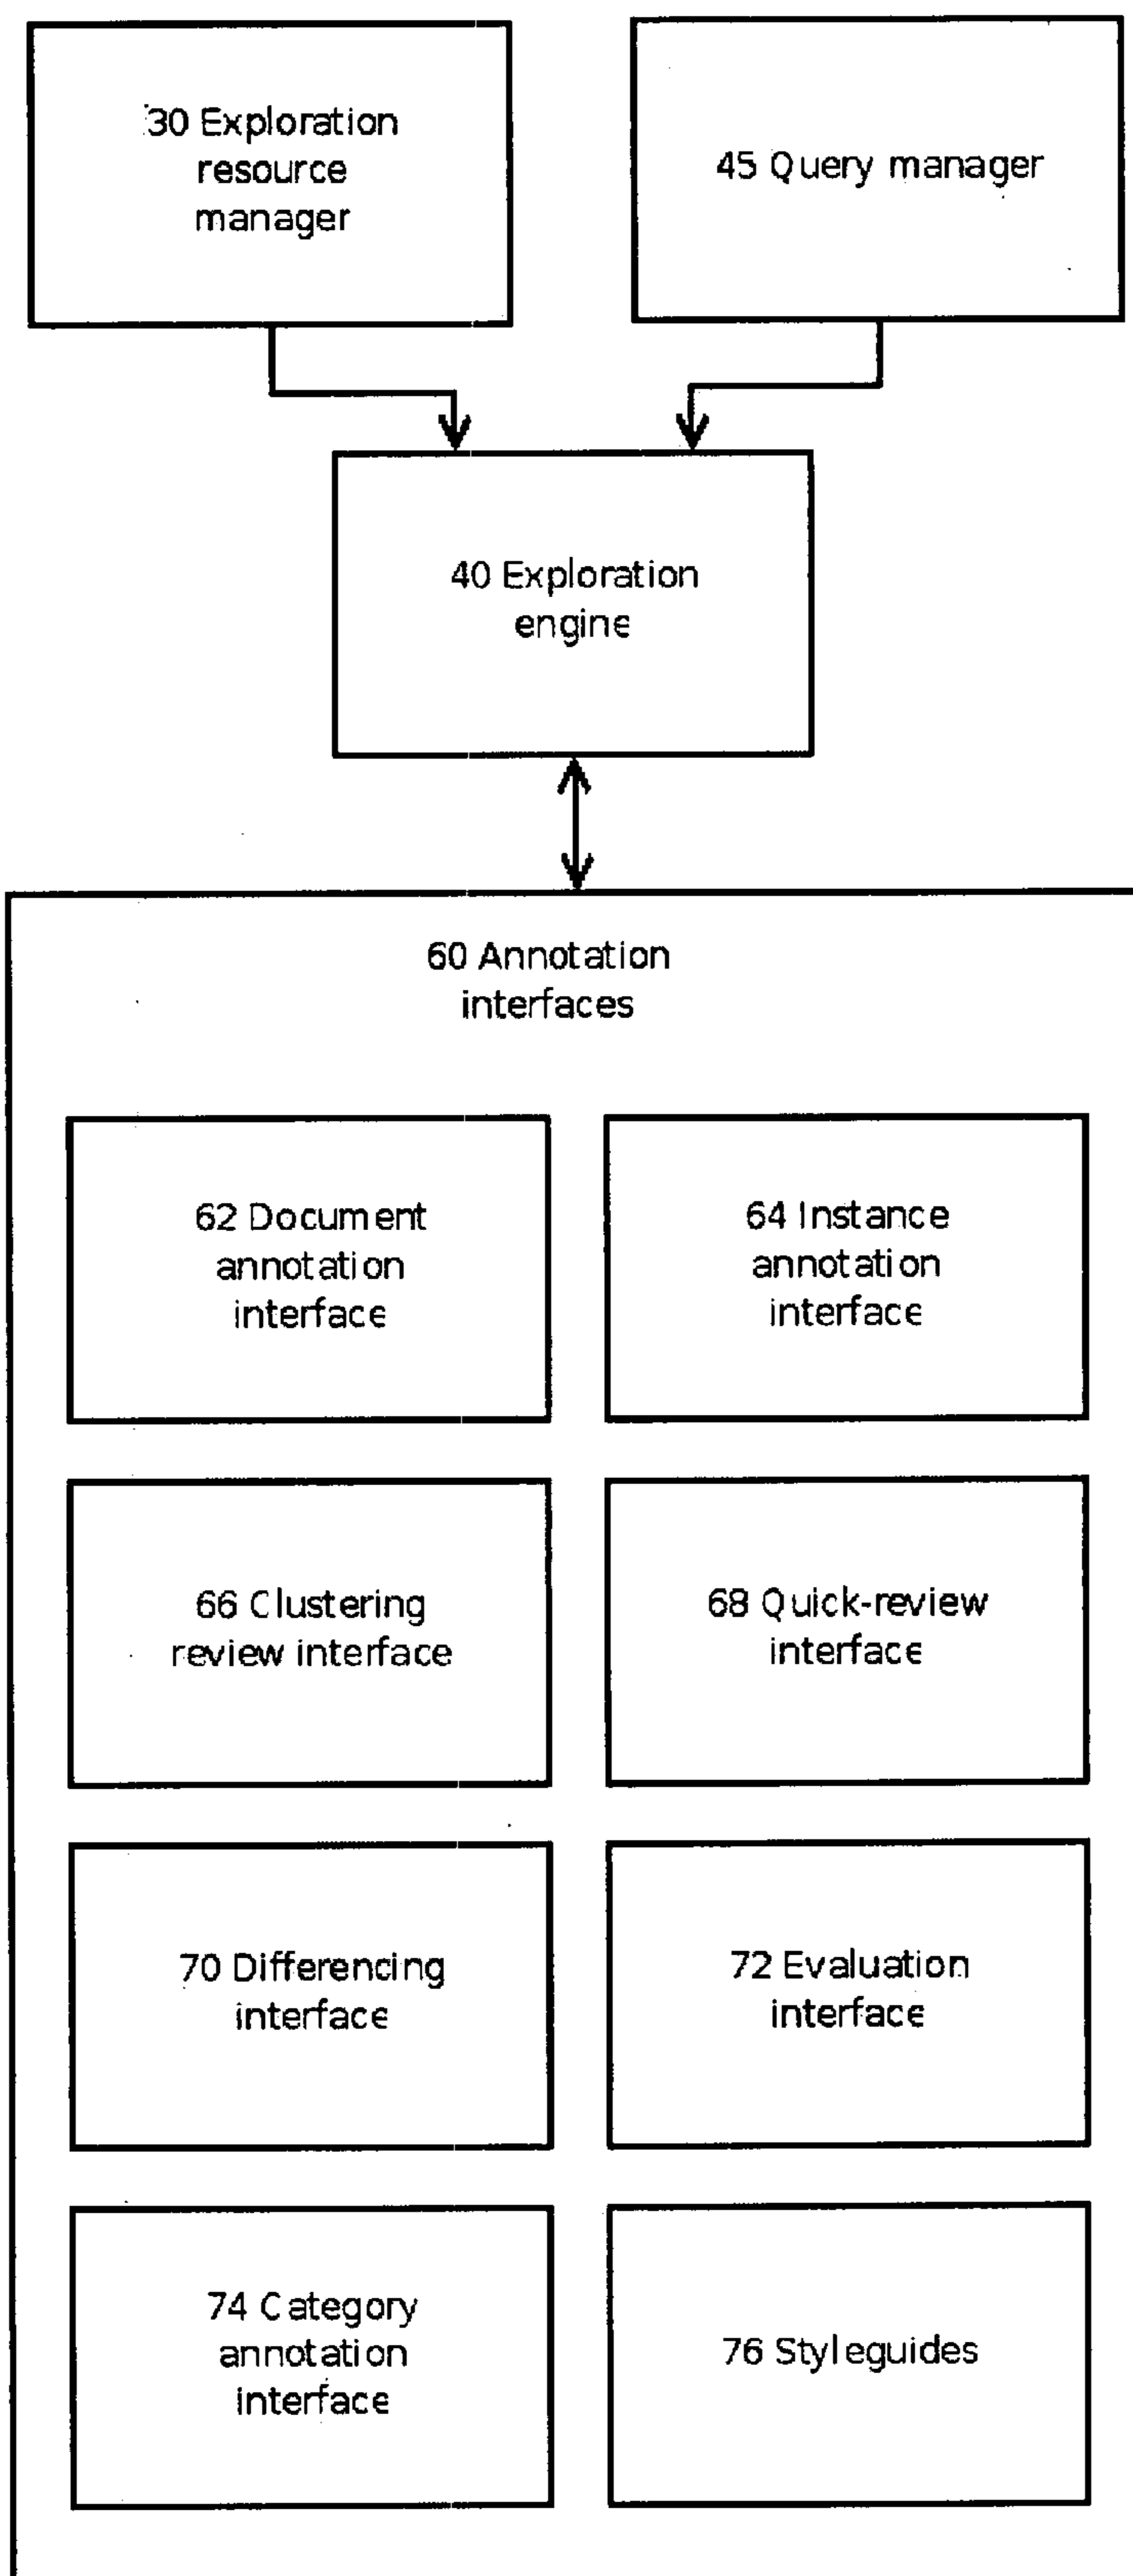 30 Exploration
resource
manager
45 Query manager
40 Exploration
engine
60 Annotation
interfaces
62 Document
annotation
interface
64 Instance
annotation
interface
66 Clustering
review interface
68 Quick-review
interface
70 Differencing
interface
72 Evaluation
interface
74 Category
annotation
interface
76 Styleguides